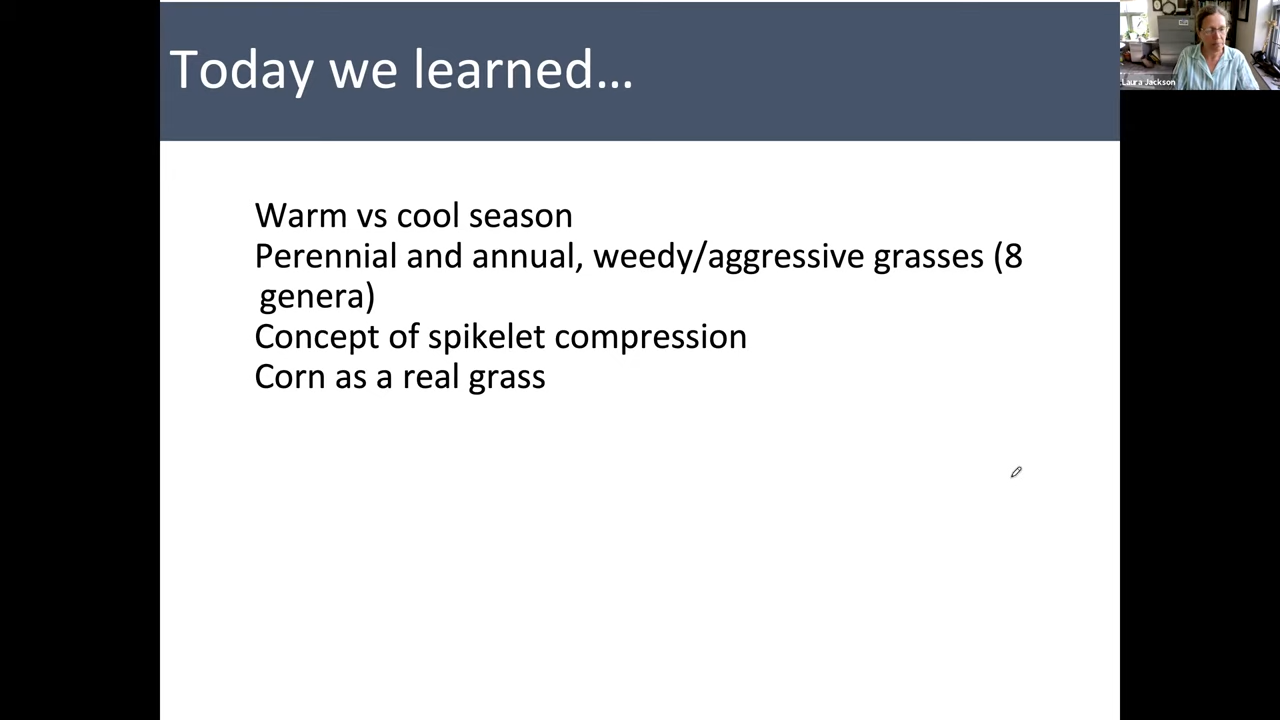 Today we learned...
Laura Jackson
Warm vs cool season
Perennial and annual, weedy/aggressive grasses (8
genera)
Concept of spikelet compression
Corn as a real grass